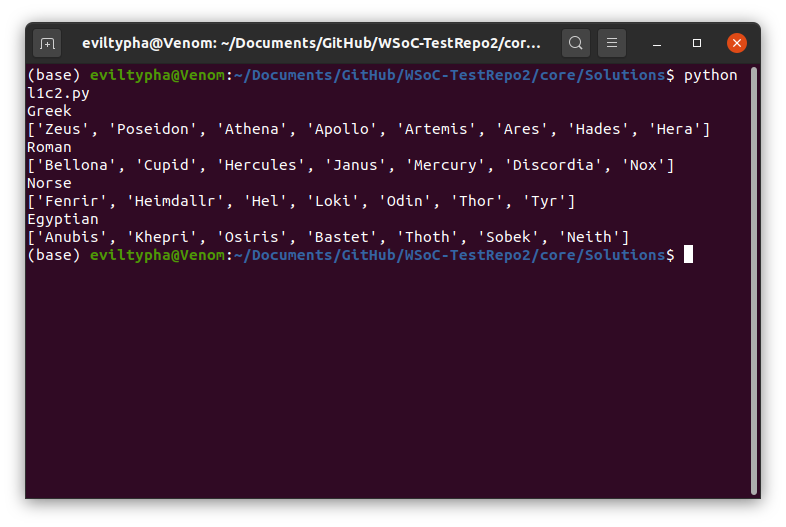 eviltypha@Venom: ~/Documents/GitHub/WSoC-TestRepo2/cor...
(base) eviltypha@Venom:~/Documents/GitHub/WSoC-TestRepo2/core/Solutions$ python
l1c2.py
Greek
['Zeus', 'Poseidon', 'Athena', 'Apollo', 'Artemis', 'Ares', 'Hades', 'Hera']
Roman
['Bellona', 'Cupid', 'Hercules', 'Janus', 'Mercury', 'Discordia', 'Nox']
Norse
['Fenrir', 'Heimdallr', 'Hel', 'Loki', 'Odin', 'Thor', 'Tyr']
Egyptian
['Anubis', 'Khepri', 'Osiris', 'Bastet', 'Thoth', 'Sobek', 'Neith']
(base) eviltypha@Venom:~/Documents/GitHub/WSoC-TestRepo2/core/Solutions$